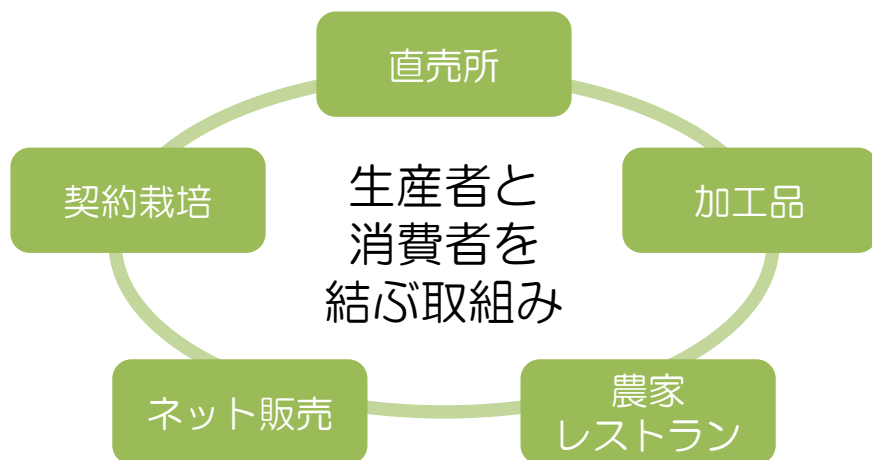 直売所
契約栽培
加工品
生産者と
消費者を
結ぶ取組み
ネット販売
農家
レストラン